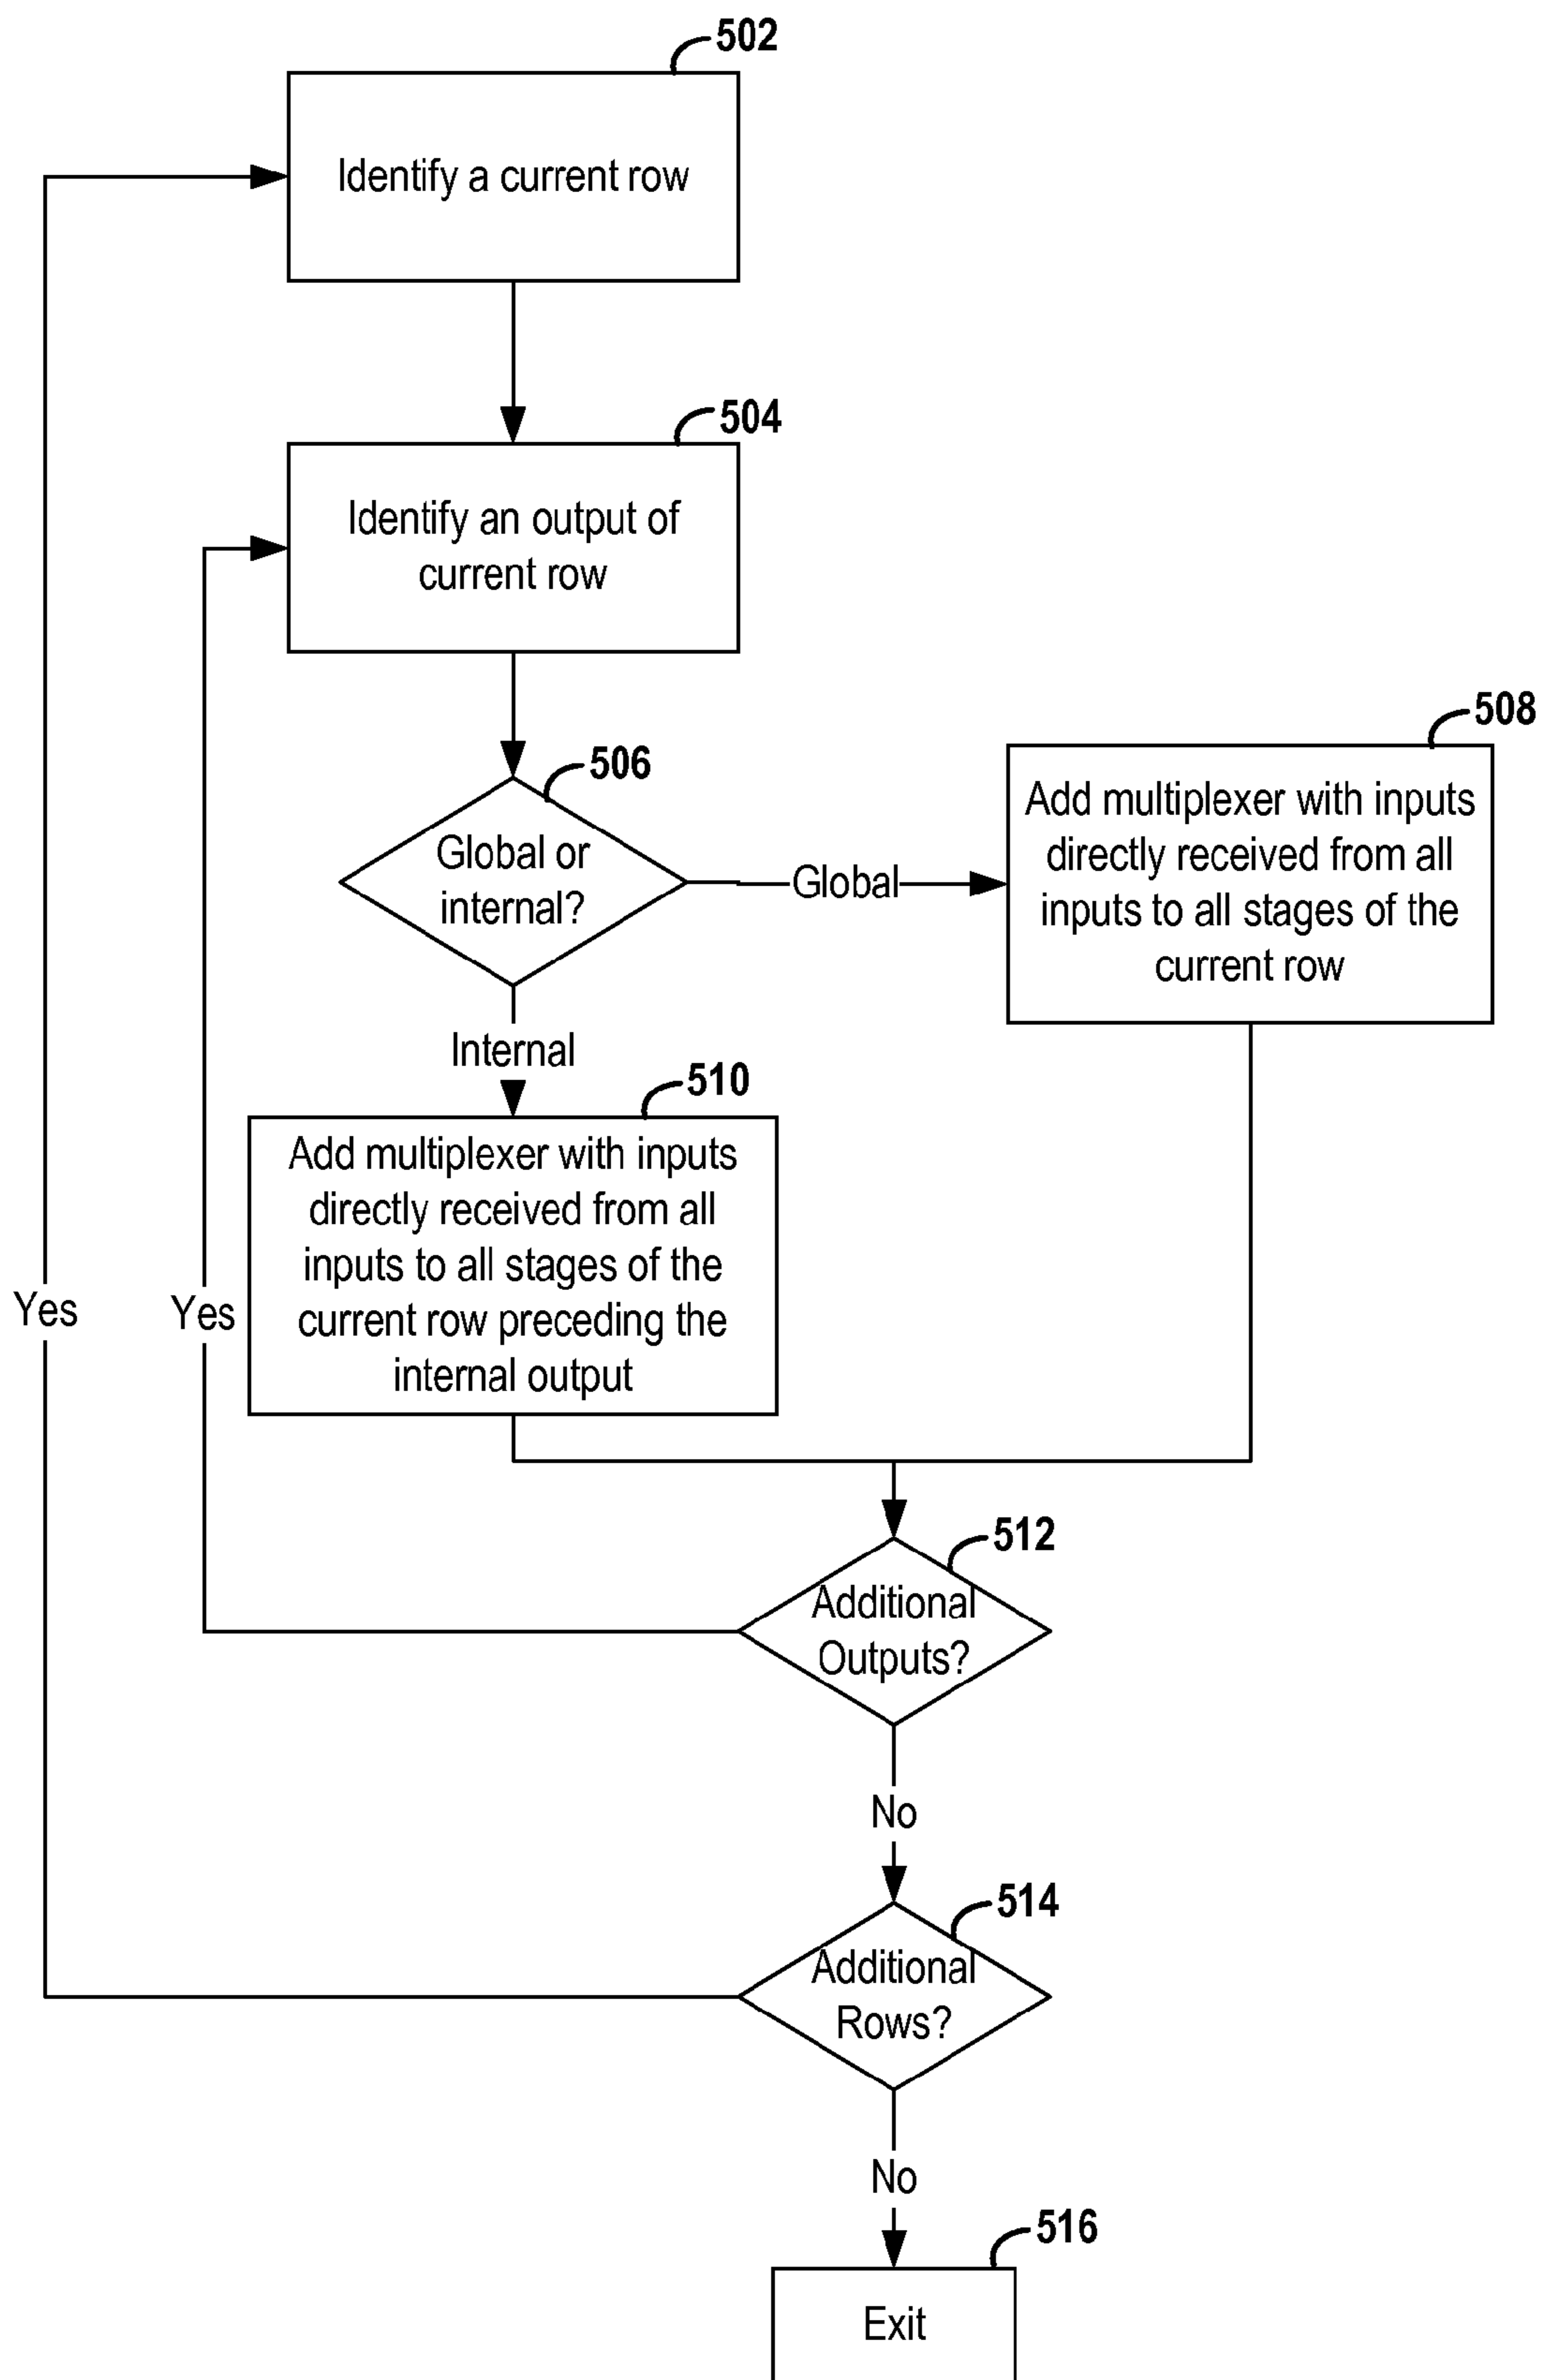 502
Identify a current row
504
Identify an output of
current row
506
Global or
internal?
Global
508
Add multiplexer with inputs
directly received from all
inputs to all stages of the
current row
Internal
510
Add multiplexer with inputs
directly received from all
inputs to all stages of the
current row preceding the
internal output
Yes
Yes
512
Additional
Outputs?
No
514
Additional
Rows?
No
516
Exit